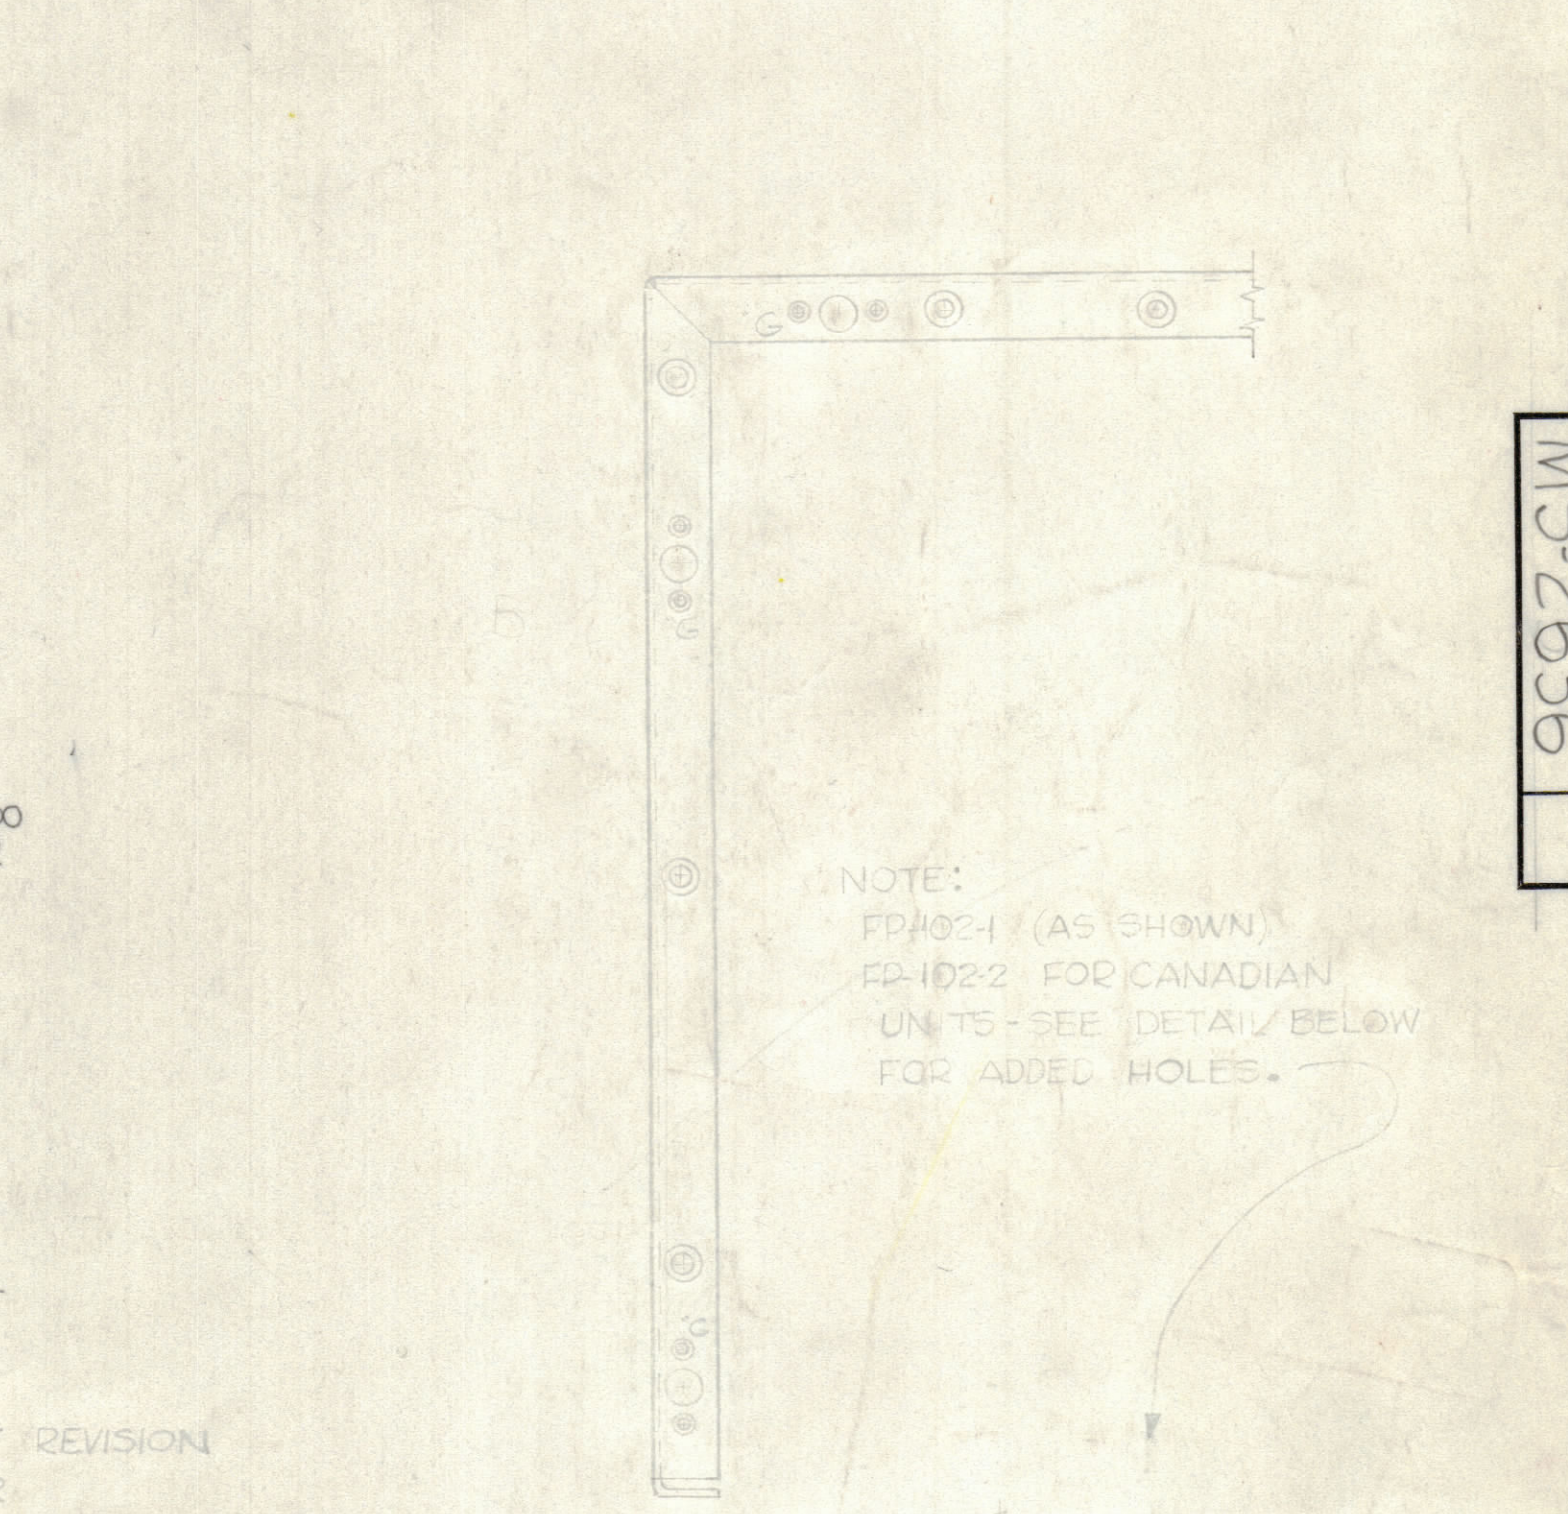 G
G
G
NOTE:
FP-102-1 (AS SHOWN)
FP-102-2 FOR CANADIAN
UNITS - SEE DETAIL BELOW
FOR ADDED HOLES.
REVISION
8